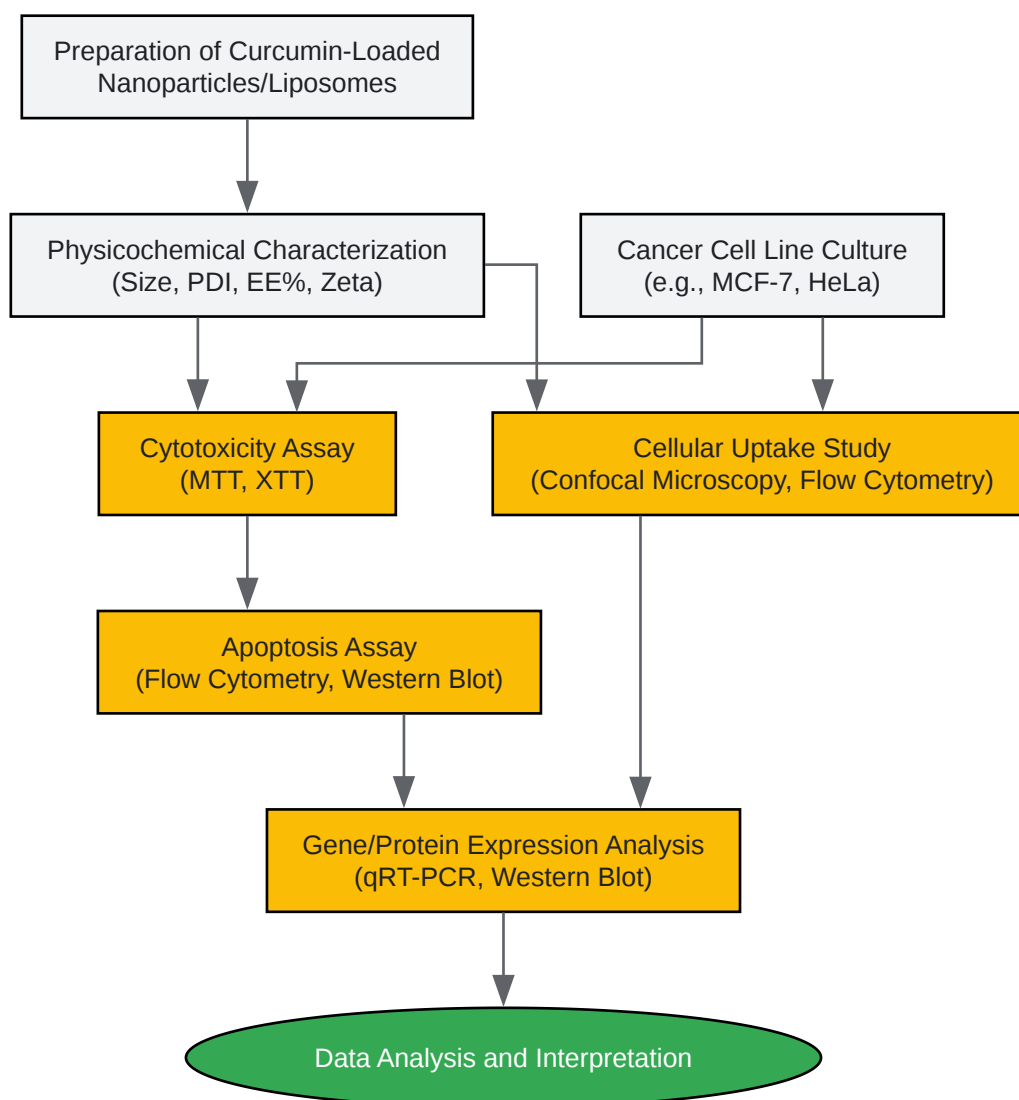 Preparation of Curcumin-Loaded
Nanoparticles/Liposomes
Physicochemical Characterization
(Size, PDI, EE%, Zeta)
Cancer Cell Line Culture
(e.g., MCF-7, HeLa)
Cytotoxicity Assay
(MTT, XTT)
Cellular Uptake Study
(Confocal Microscopy, Flow Cytometry)
Apoptosis Assay
(Flow Cytometry, Western Blot)
Gene/Protein Expression Analysis
(qRT-PCR, Western Blot)
Data Analysis and Interpretation